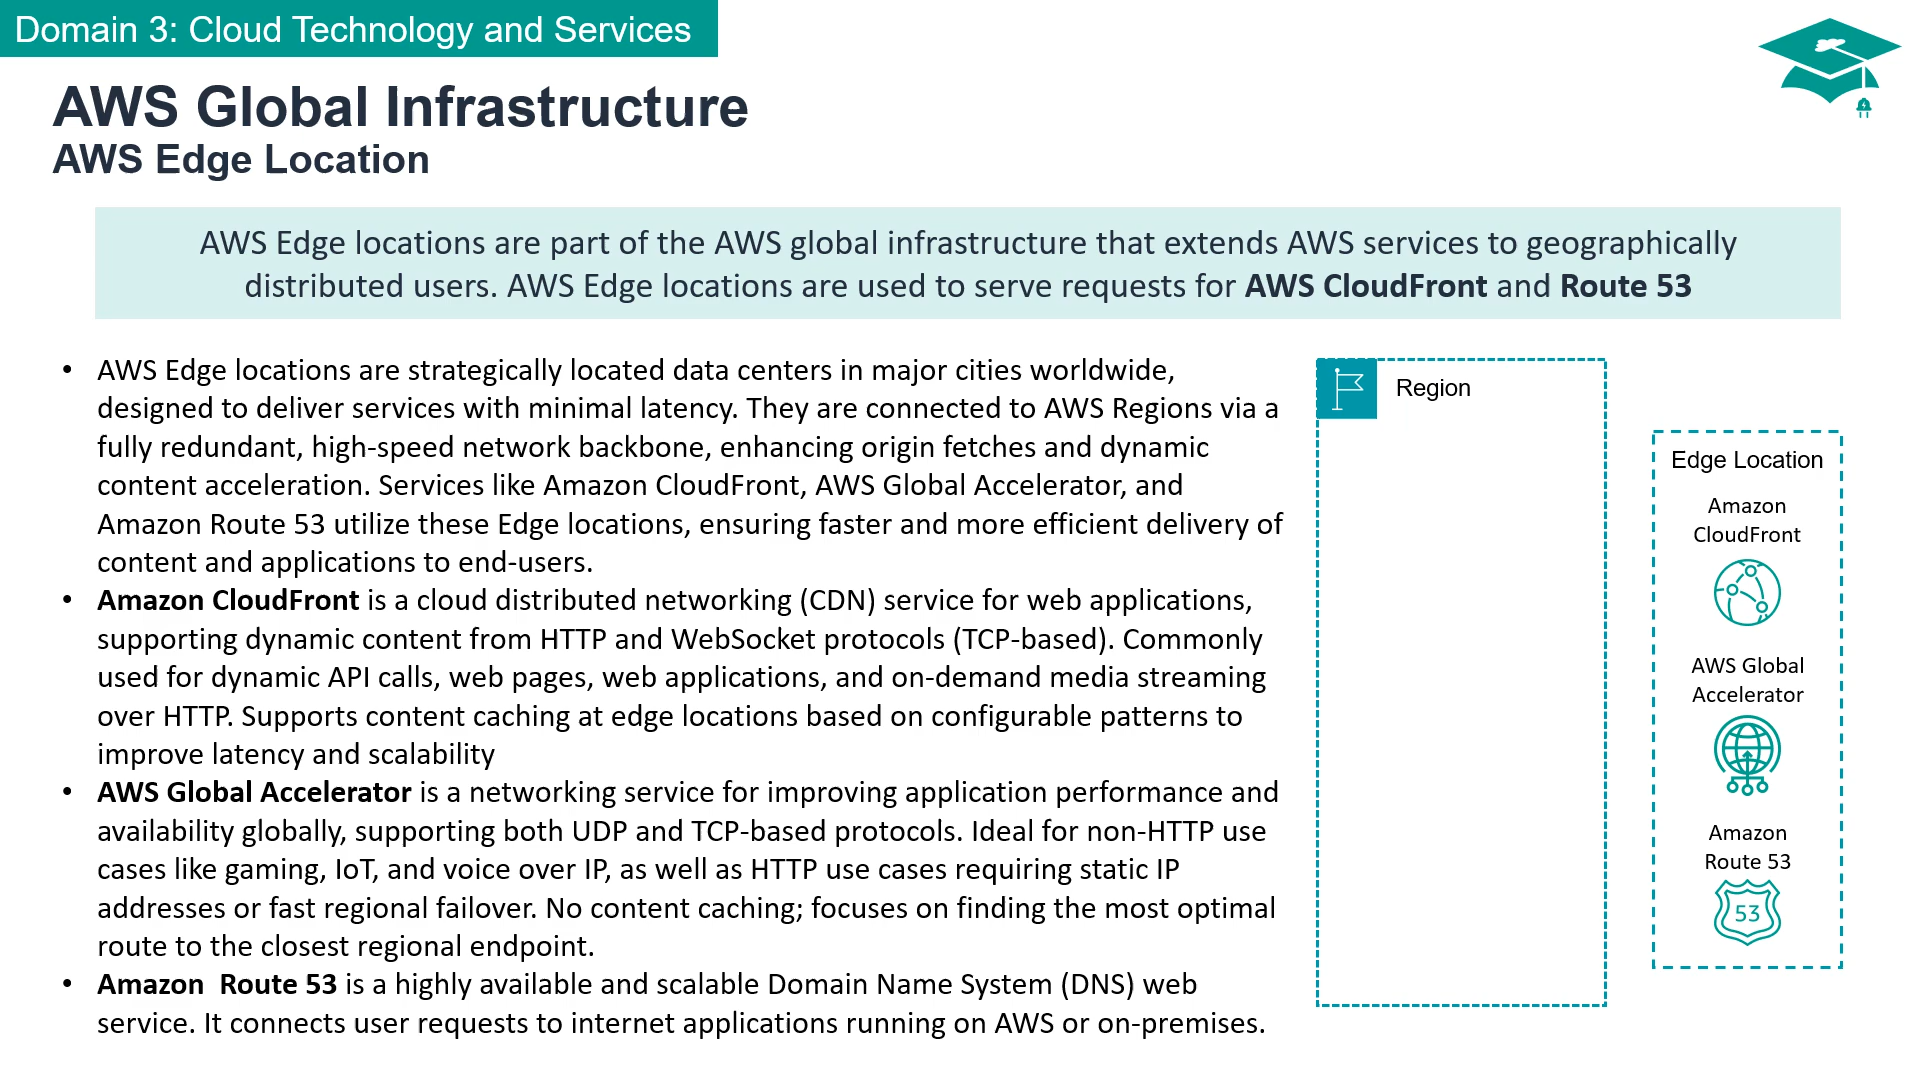 Domain 3: Cloud Technology and Services
AWS Global Infrastructure
AWS Edge Location
AWS Edge locations are part of the AWS global infrastructure that extends AWS services to geographically
distributed users. AWS Edge locations are used to serve requests for AWS CloudFront and Route 53
• AWS Edge locations are strategically located data centers in major cities worldwide,
designed to deliver services with minimal latency. They are connected to AWS Regions via a
fully redundant, high-speed network backbone, enhancing origin fetches and dynamic
content acceleration. Services like Amazon CloudFront, AWS Global Accelerator, and
Amazon Route 53 utilize these Edge locations, ensuring faster and more efficient delivery of
content and applications to end-users.
• Amazon CloudFront is a cloud distributed networking (CDN) service for web applications,
supporting dynamic content from HTTP and WebSocket protocols (TCP-based). Commonly
used for dynamic API calls, web pages, web applications, and on-demand media streaming
over HTTP. Supports content caching at edge locations based on configurable patterns to
improve latency and scalability
• AWS Global Accelerator is a networking service for improving application performance and
availability globally, supporting both UDP and TCP-based protocols. Ideal for non-HTTP use
cases like gaming, IoT, and voice over IP, as well as HTTP use cases requiring static IP
addresses or fast regional failover. No content caching; focuses on finding the most optimal
route to the closest regional endpoint.
• Amazon  Route 53 is a highly available and scalable Domain Name System (DNS) web
service. It connects user requests to internet applications running on AWS or on-premises.
Region
Edge Location
Amazon
CloudFront
AWS Global
Accelerator
Amazon
Route 53
53